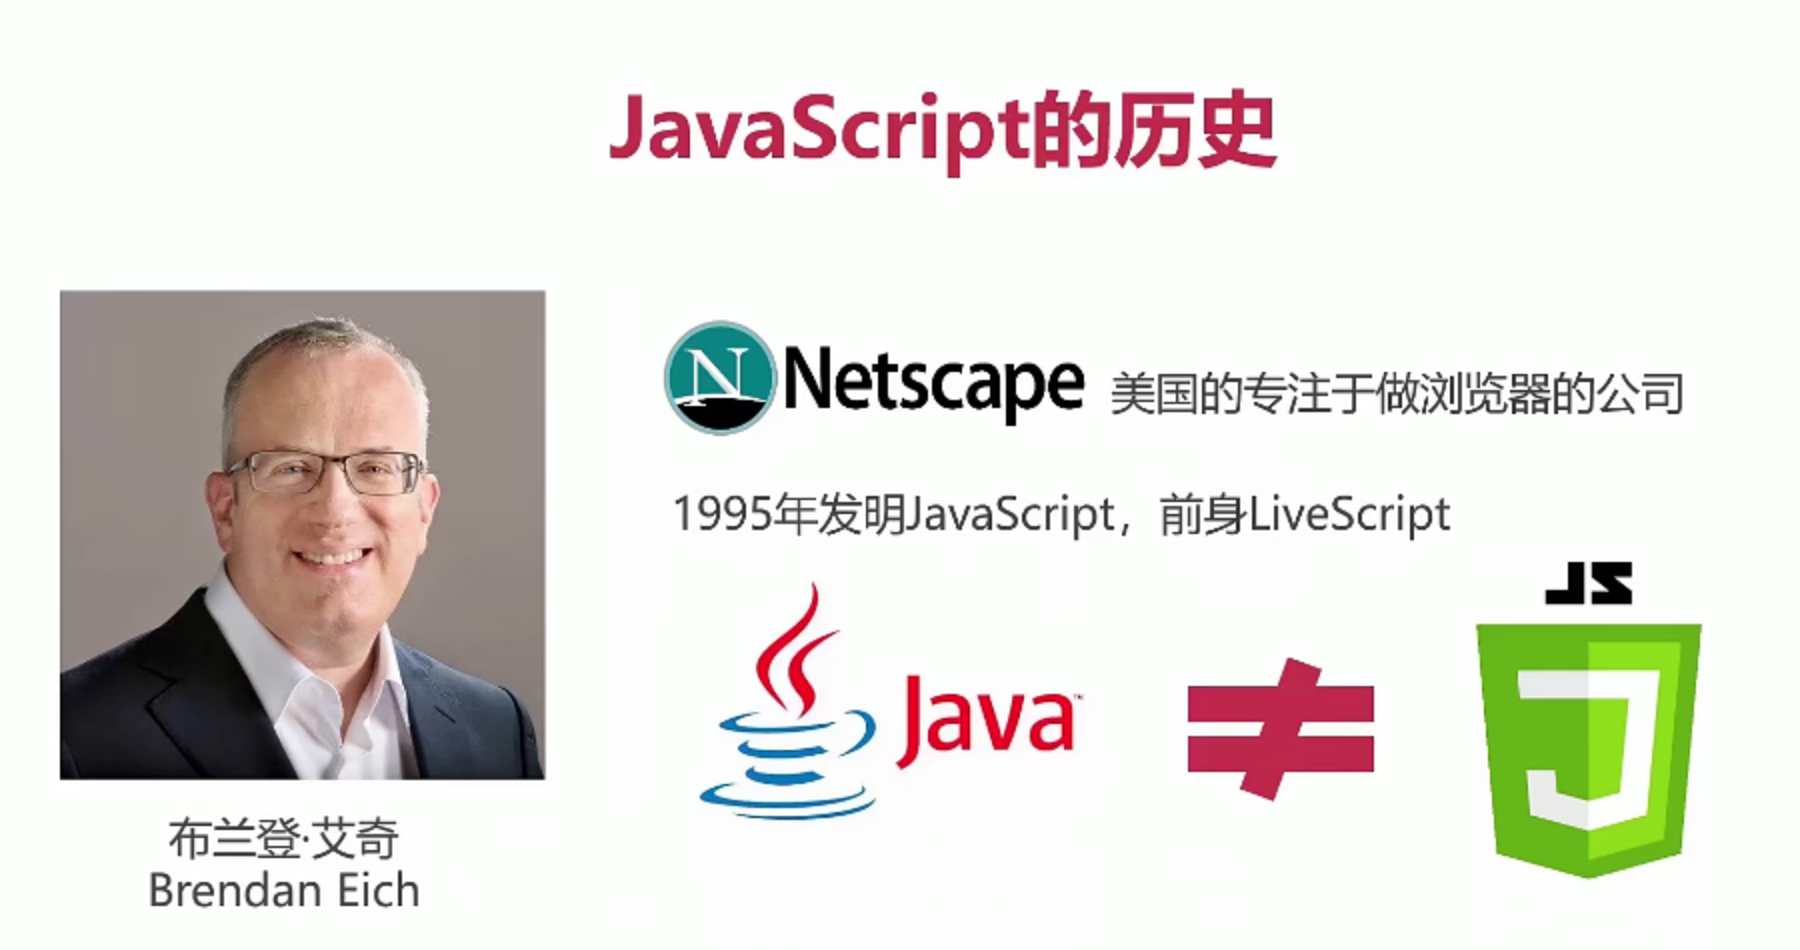 JavaScript的历史
N Netscape 美国的专注于做浏览器的公司
1995年发明JavaScript，前身LiveScript
JS
Java™
J
布兰登·艾奇
Brendan Eich